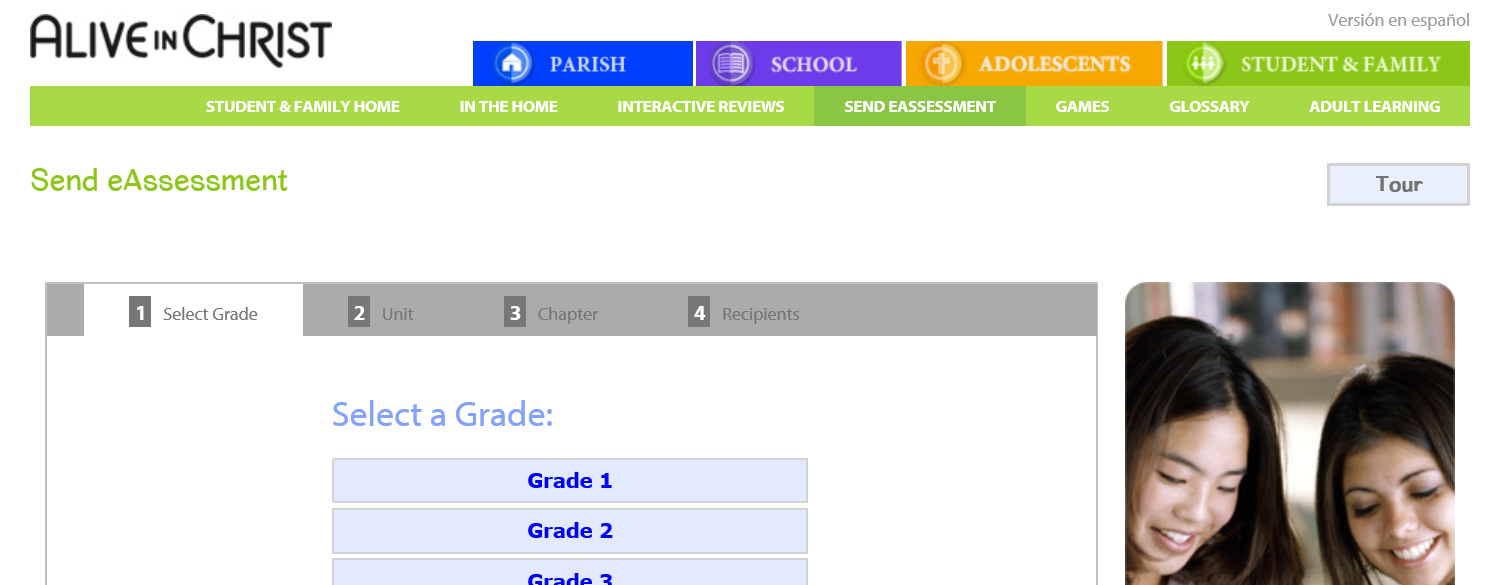 ALIVE IN CHRIST
Versión en español
PARISH
SCHOOL
ADOLESCENTS
STUDENT & FAMILY
STUDENT & FAMILY HOME
IN THE HOME
INTERACTIVE REVIEWS
SEND EASSESSMENT
GAMES
GLOSSARY
ADULT LEARNING
Send eAssessment
Tour
1 Select Grade
2 Unit
3 Chapter
4 Recipients
Select a Grade:
Grade 1
Grade 2
Grade 3